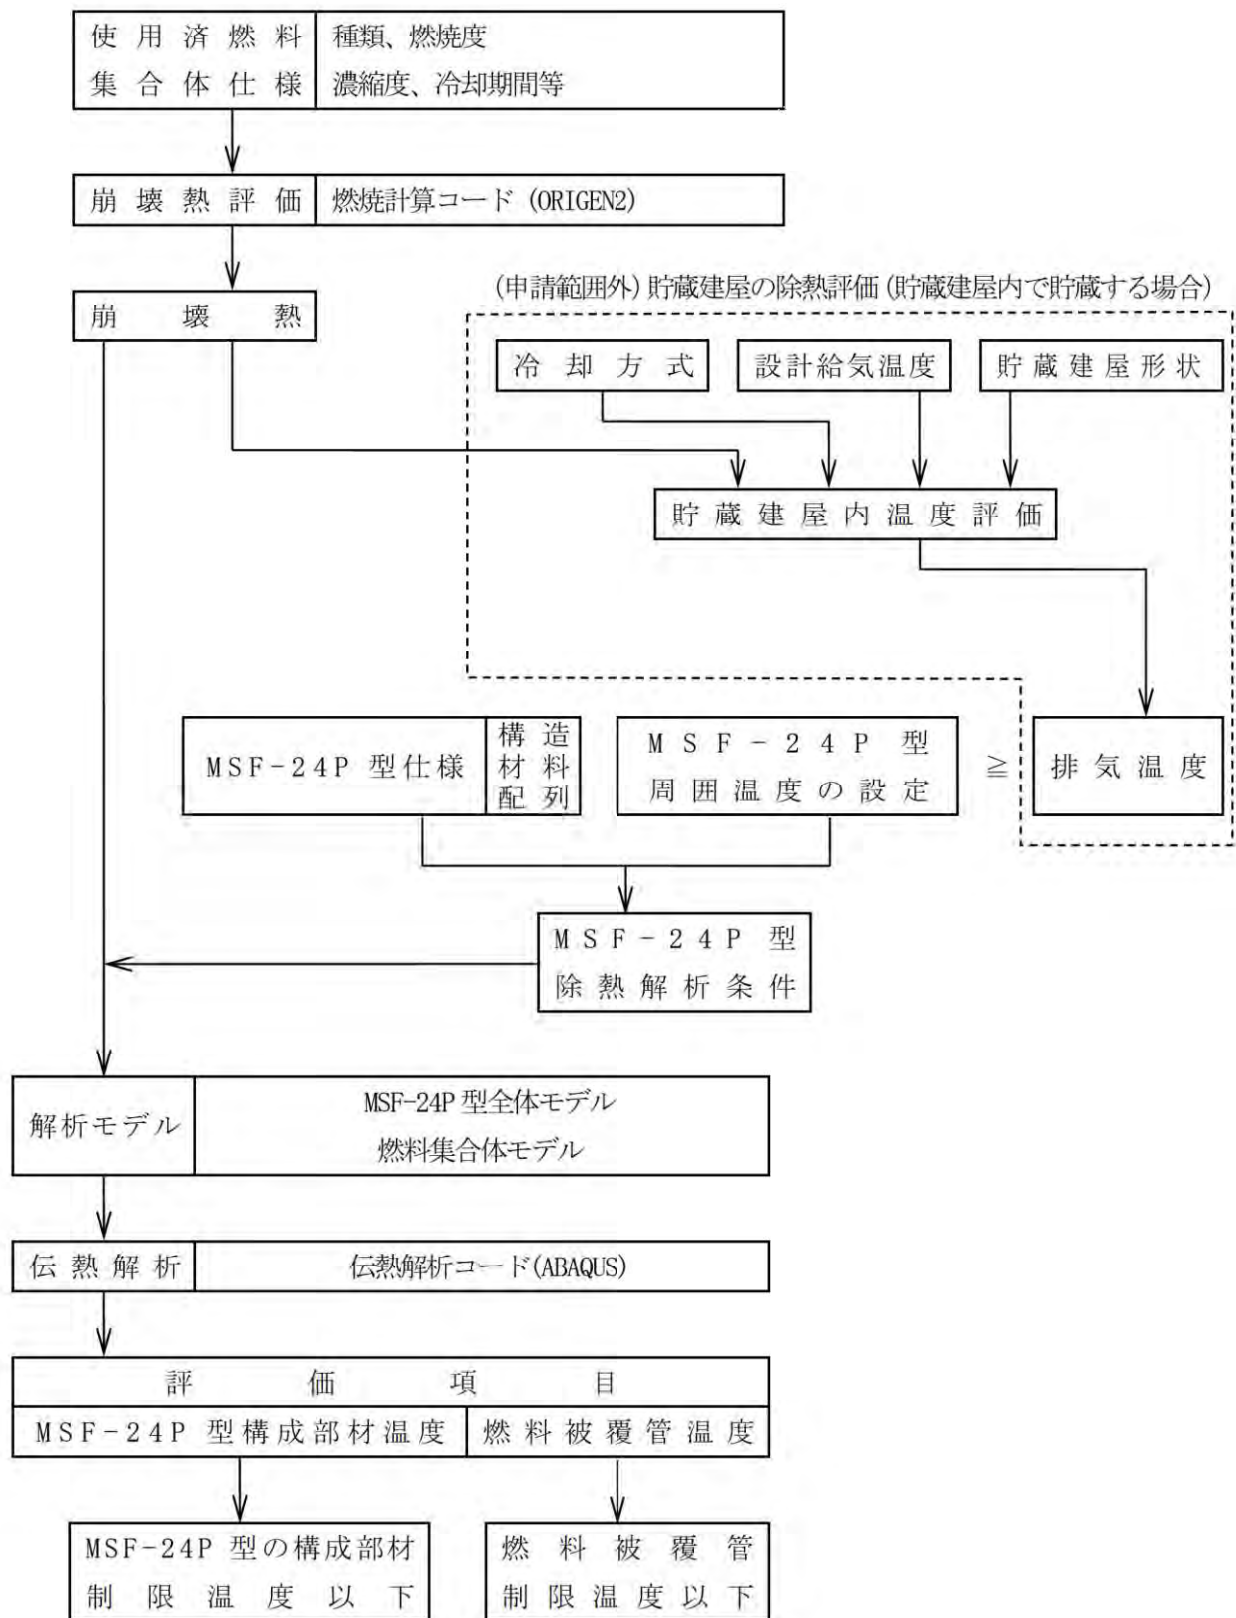 使用済燃料
集合体仕様
種類、燃焼度
濃縮度、冷却期間等
崩壊熱評価
燃焼計算コード (ORIGEN2)
崩壊熱
(申請範囲外) 貯蔵建屋の除熱評価 (貯蔵建屋内で貯蔵する場合)
冷却方式
設計給気温度
貯蔵建屋形状
貯蔵建屋内温度評価
MSF-24P 型仕様
構造
材料
配列
MSF-24P 型
周囲温度の設定
≧
排気温度
MSF-24P 型
除熱解析条件
解析モデル
MSF-24P 型全体モデル
燃料集合体モデル
伝熱解析
伝熱解析コード(ABAQUS)
評価項目
MSF-24P 型構成部材温度
燃料被覆管温度
MSF-24P 型の構成部材
制限温度以下
燃料被覆管
制限温度以下